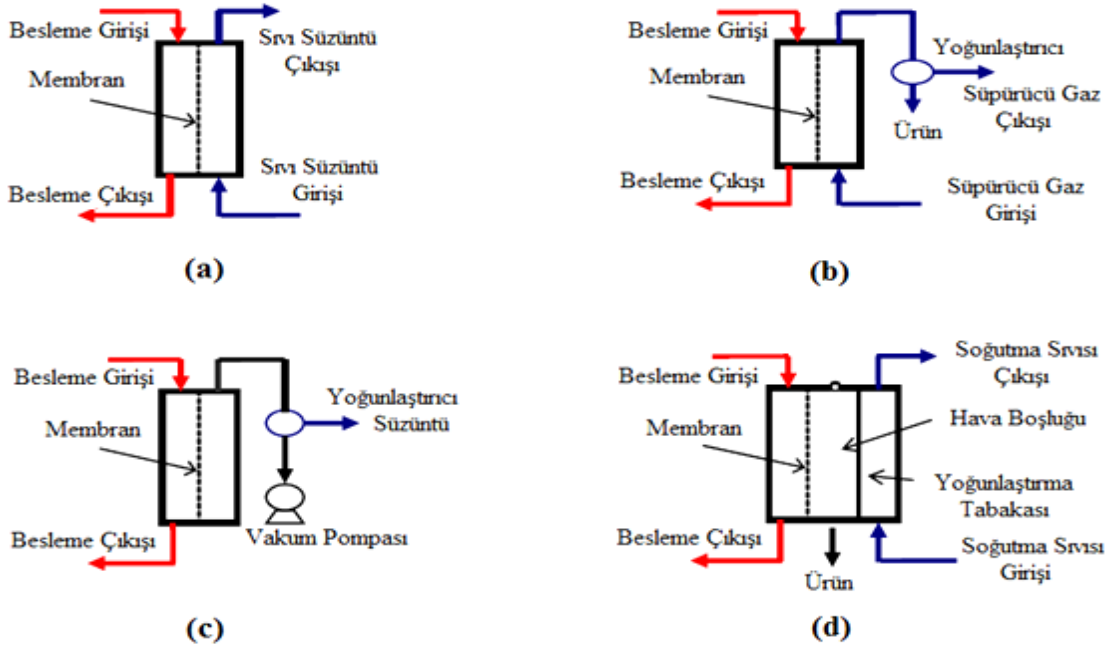 Besleme Girişi
Sıvı Süzüntü
Çıkışı
Membran
Sıvı Süzüntü
Girişi
Besleme Çıkışı
(a)
Besleme Girişi
Yoğunlaştırıcı
Süpürücü Gaz
Çıkışı
Ürün
Membran
Besleme Çıkışı
Süpürücü Gaz
Girişi
(b)
Besleme Girişi
Yoğunlaştırıcı
Süzüntü
Membran
Besleme Çıkışı
Vakum Pompası
(c)
Besleme Girişi
Soğutma Sıvısı
Çıkışı
Hava Boşluğu
Membran
Yoğunlaştırma
Tabakası
Besleme Çıkışı
Soğutma Sıvısı
Girişi
Ürün
(d)